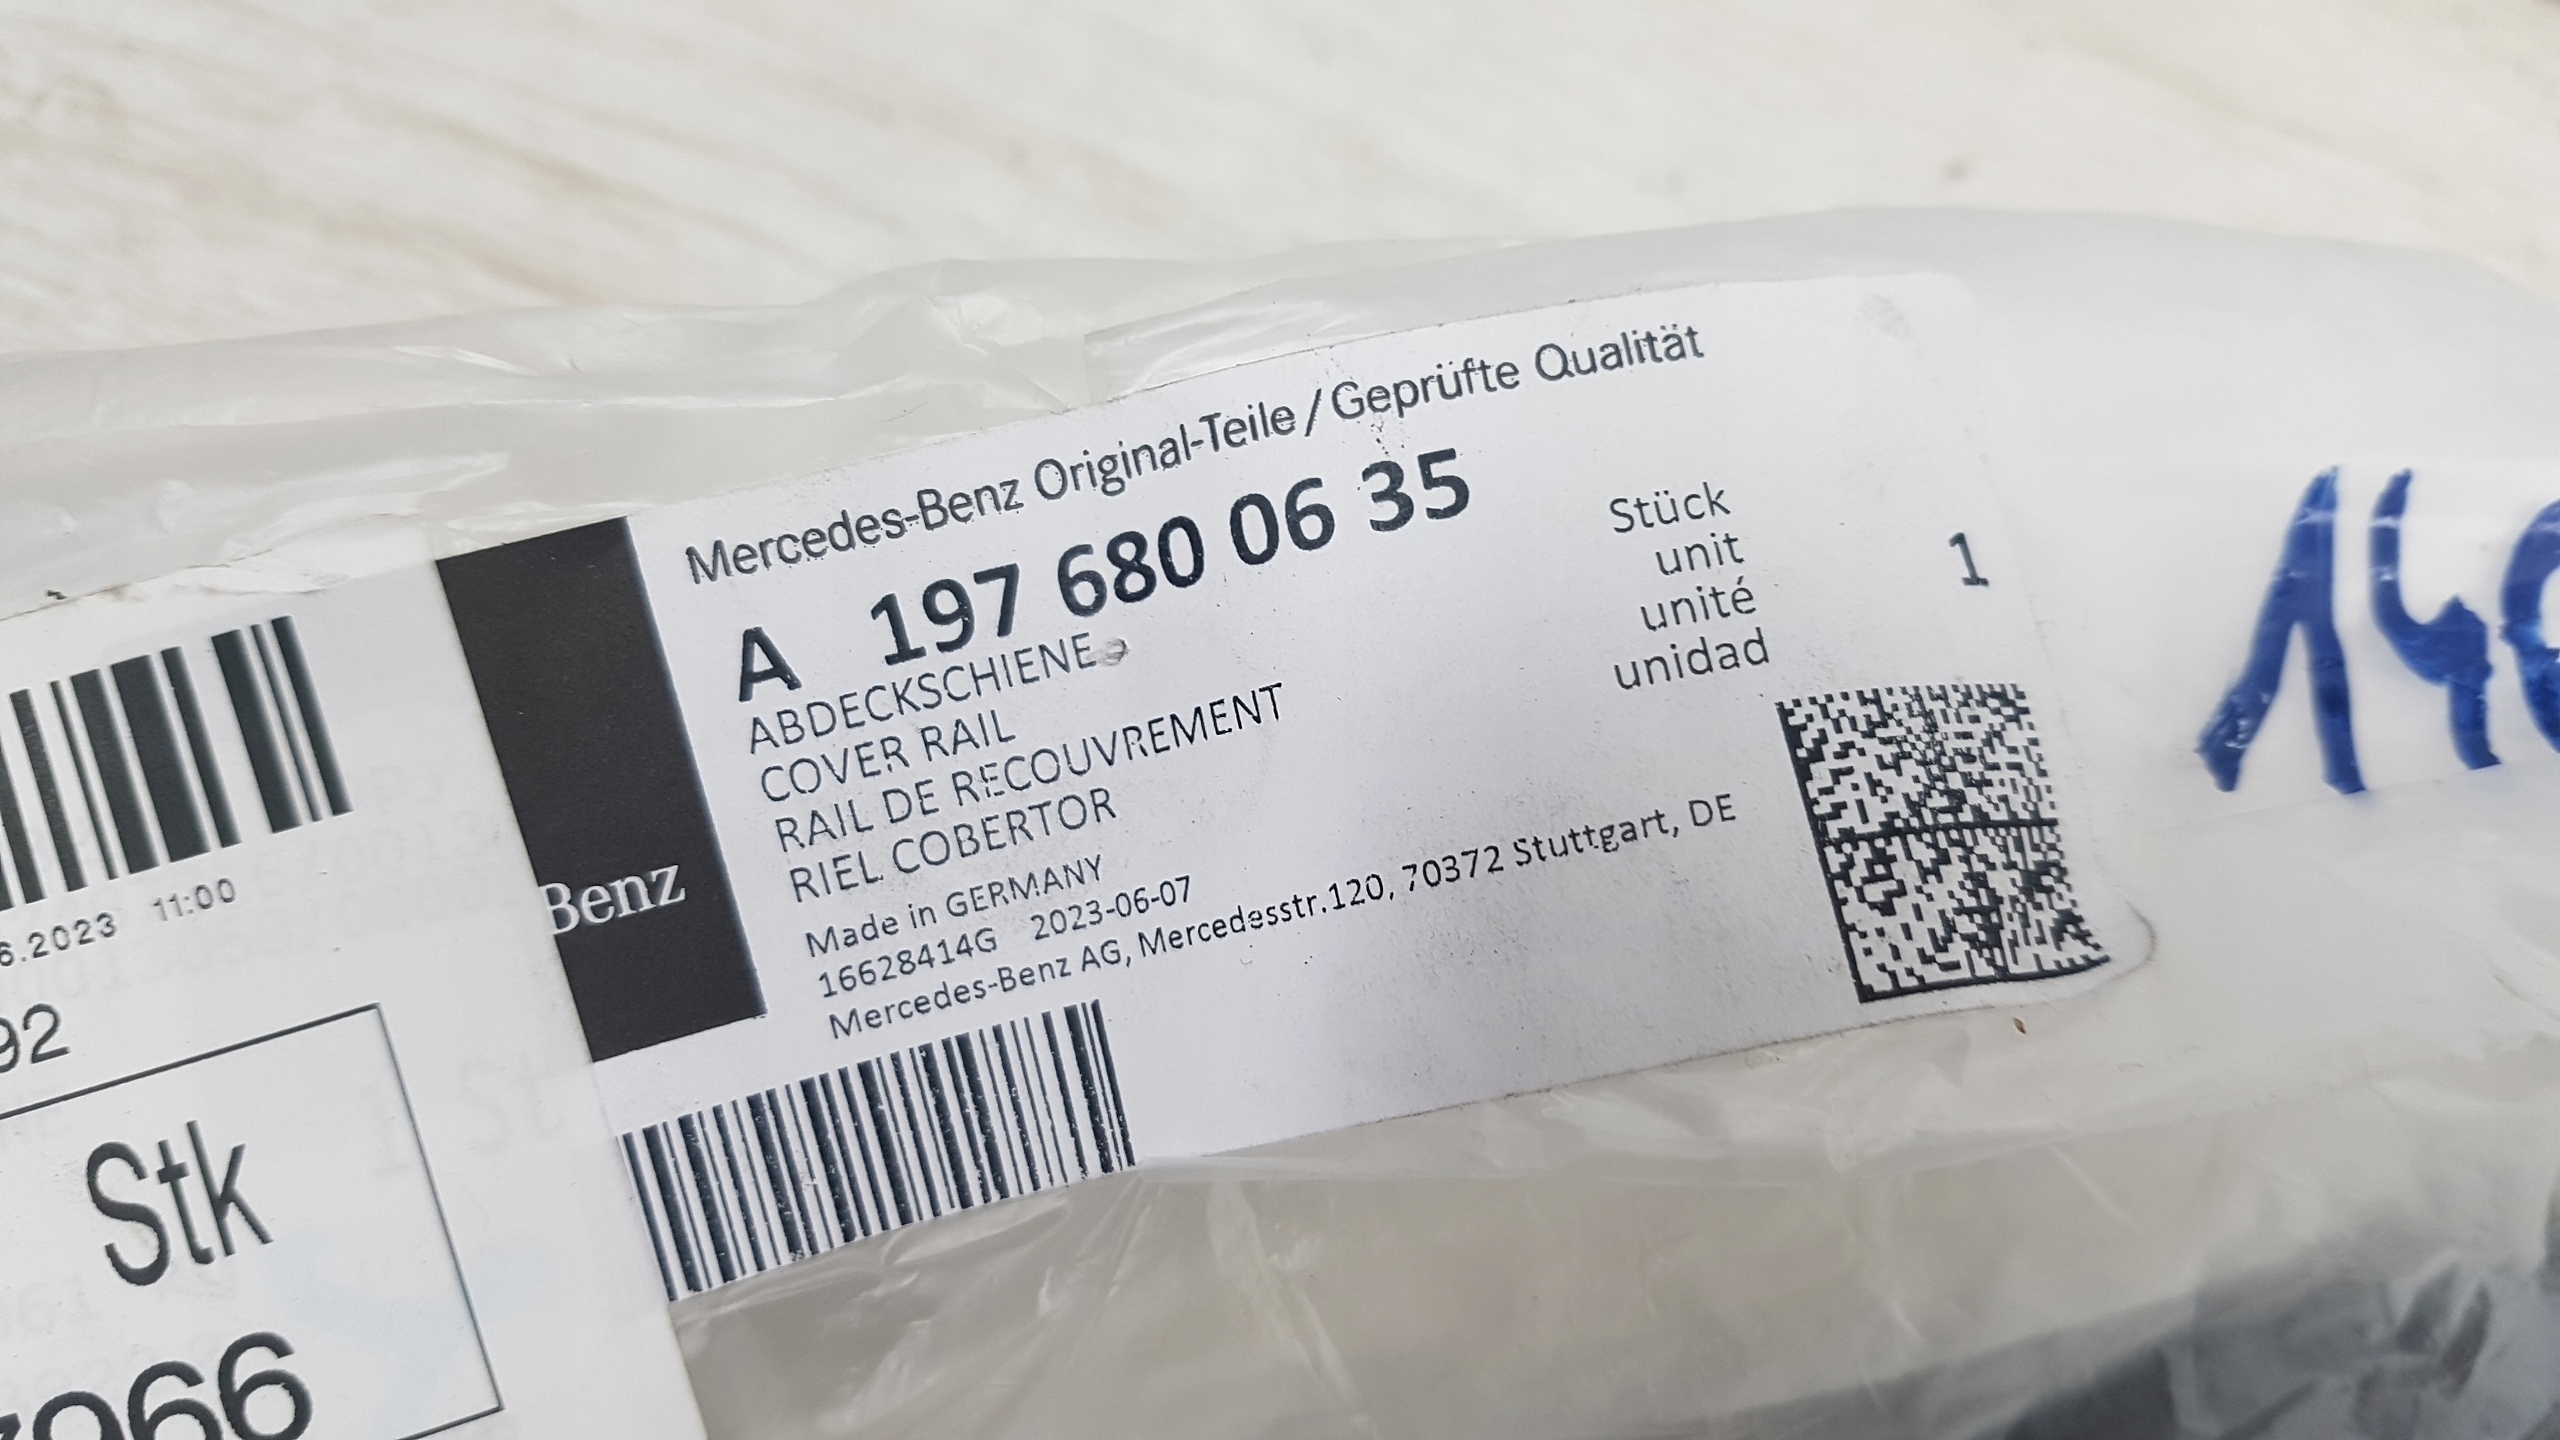 Mercedes-Benz Original-Teile/Geprüfte Qualität
A 197 680 06 35
ABDECKSCHIENE
COVER RAIL
RAIL DE RECOUVREMENT
RIEL COBERTOR
Made in GERMANY
16628414G 2023-06-07
Mercedes-Benz AG, Mercedesstr.120, 70372 Stuttgart, DE
Stück
unit 1
unité
unidad
Benz
6.2023 11:00
92
Stk
966
14